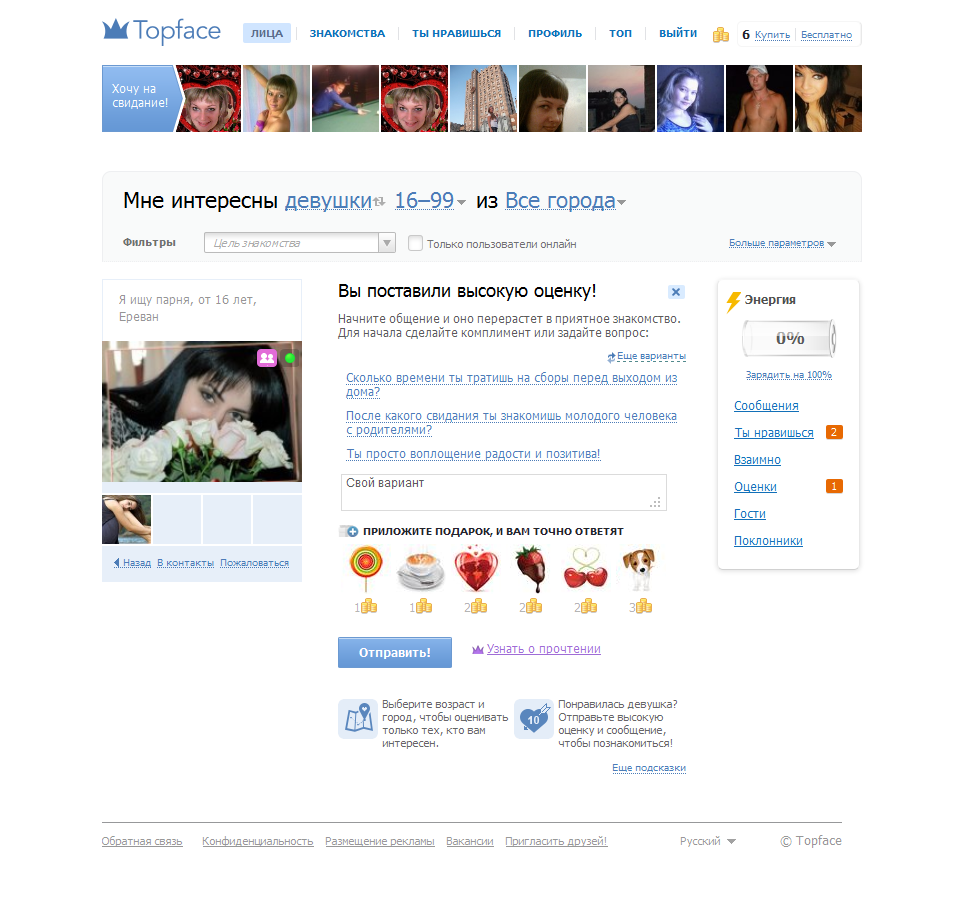 Topface
ЛИЦА
ЗНАКОМСТВА
ТЫ НРАВИШЬСЯ
ПРОФИЛЬ
ТОП
ВЫЙТИ
6 Купить Бесплатно
Хочу на
свидание!
Мне интересны девушки 16–99 из Все города
Фильтры
Цель знакомства
Только пользователи онлайн
Больше параметров
Я ищу парня, от 16 лет,
Ереван
Назад В контакты Пожаловаться
Вы поставили высокую оценку!
Начните общение и оно перерастет в приятное знакомство.
Для начала сделайте комплимент или задайте вопрос:
Еще варианты
Сколько времени ты тратишь на сборы перед выходом из
дома?
После какого свидания ты знакомишь молодого человека
с родителями?
Ты просто воплощение радости и позитива!
Свой вариант
ПРИЛОЖИТЕ ПОДАРОК, И ВАМ ТОЧНО ОТВЕТЯТ
1 1 2 2 2 3
Отправить!
Узнать о прочтении
Выберите возраст и
город, чтобы оценивать
только тех, кто вам
интересен.
10
Понравилась девушка?
Отправьте высокую
оценку и сообщение,
чтобы познакомиться!
Еще подсказки
Энергия
0%
Зарядить на 100%
Сообщения
Ты нравишься 2
Взаимно
Оценки 1
Гости
Поклонники
Обратная связь Конфиденциальность Размещение рекламы Вакансии Пригласить друзей! Русский © Topface